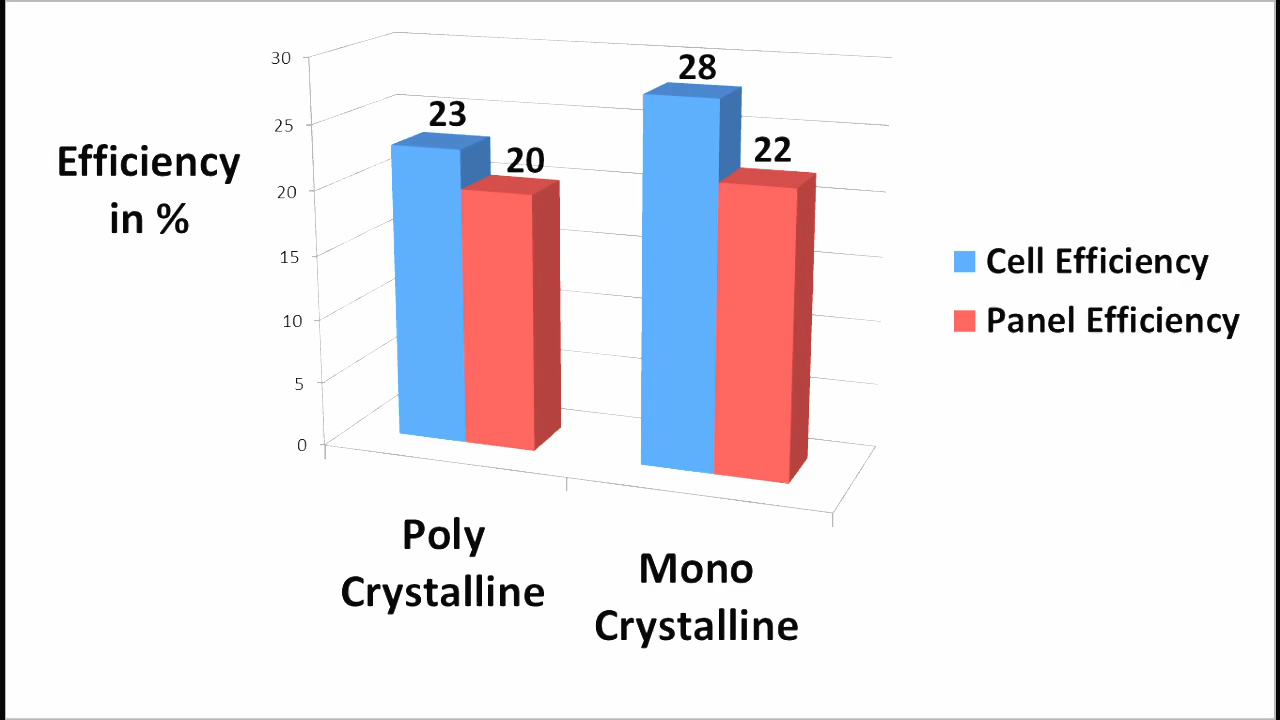 Efficiency
in %
30
25
20
15
10
5
0
23
20
28
22
Poly
Crystalline
Mono
Crystalline
Cell Efficiency
Panel Efficiency